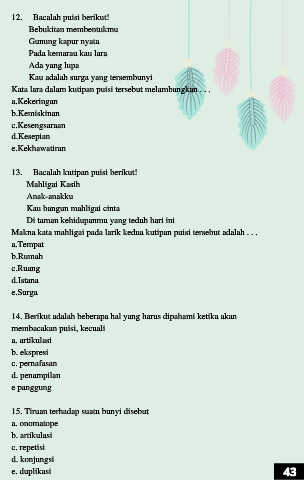 12. Bacalah puisi berikut!
Bebukitan membentukmu
Gunung kapur nyata
Pada kemarau kau lara
Ada yang lupa
Kau adalah surga yang tersembunyi
Kata lara dalam kutipan puisi tersebut melambangkan . . .
a.Kekeringan
b.Kemiskinan
c.Kesengsaraan
d.Kesepian
e.Kekhawatiran
13. Bacalah kutipan puisi berikut!
Mahligai Kasih
Anak-anakku
Kau bangun mahligai cinta
Di taman kehidupanmu yang teduh hari ini
Makna kata mahligai pada larik kedua kutipan puisi tersebut adalah . . .
a.Tempat
b.Rumah
c.Ruang
d.Istana
e.Surga
14. Berikut adalah beberapa hal yang harus dipahami ketika akan
membacakan puisi, kecuali
a. artikulasi
b. ekspresi
c. pernafasan
d. penampilan
e panggung
15. Tiruan terhadap suatu bunyi disebut
a. onomatope
b. artikulasi
c. repetisi
d. konjungsi
e. duplikasi
43